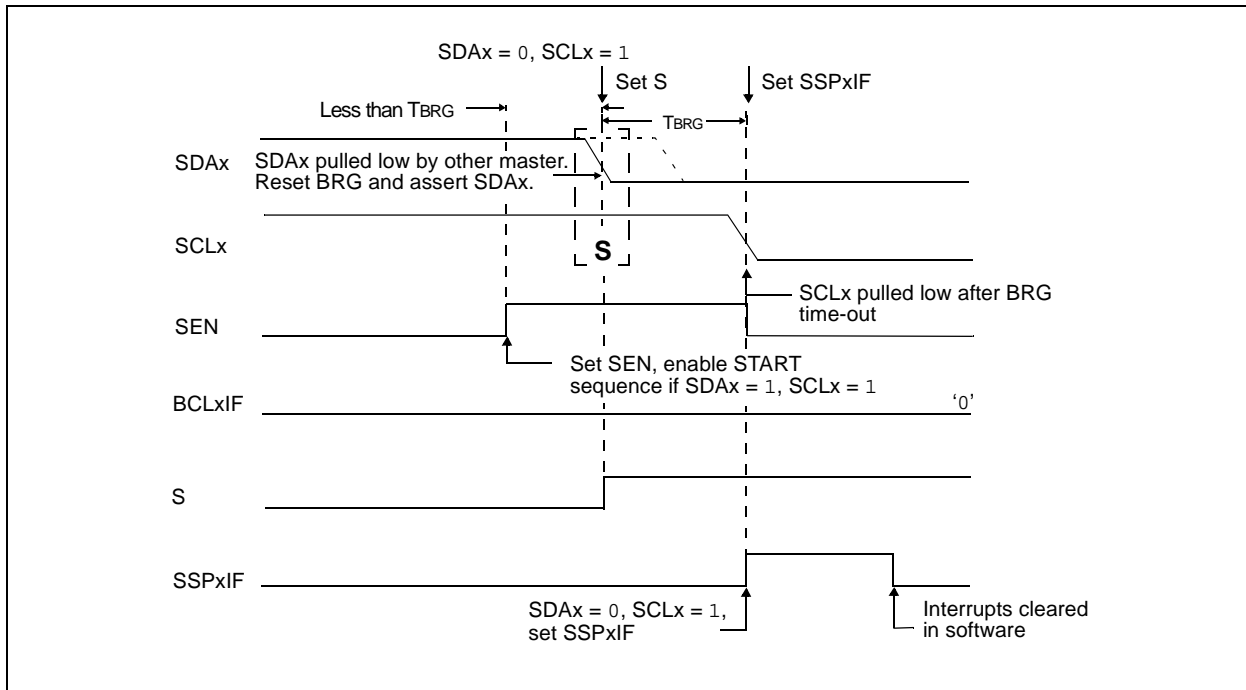 SDAx = 0, SCLx = 1
Set S
Set SSPxIF
Less than TBRG
TBRG
SDAx
SDAx pulled low by other master.
Reset BRG and assert SDAx.
SCLx
S
SCLx pulled low after BRG
time-out
SEN
Set SEN, enable START
sequence if SDAx = 1, SCLx = 1
BCLxIF
‘0’
S
SSPxIF
SDAx = 0, SCLx = 1,
set SSPxIF
Interrupts cleared
in software